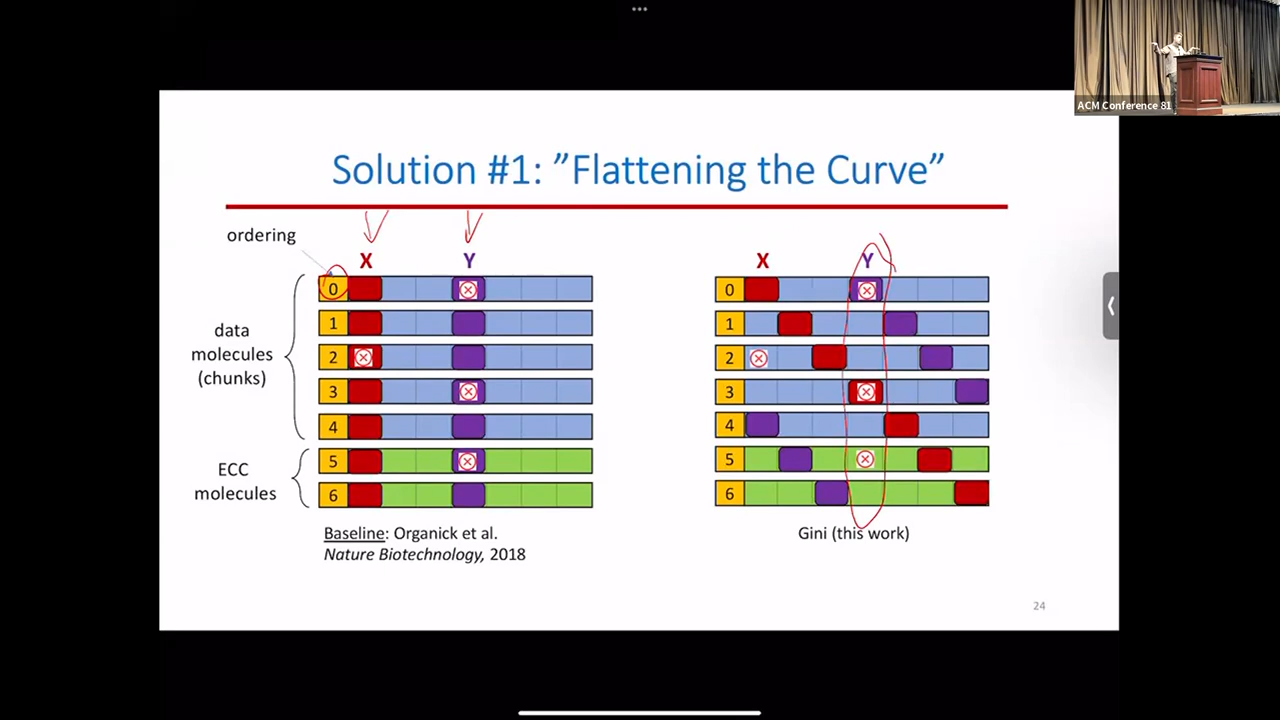 ACM Conference 81
Solution #1: ”Flattening the Curve”
ordering
X Y
0
1
2
3
4
5
6
data
molecules
(chunks)
ECC
molecules
Baseline: Organick et al.
Nature Biotechnology, 2018
X Y
0
1
2
3
4
5
6
Gini (this work)
24